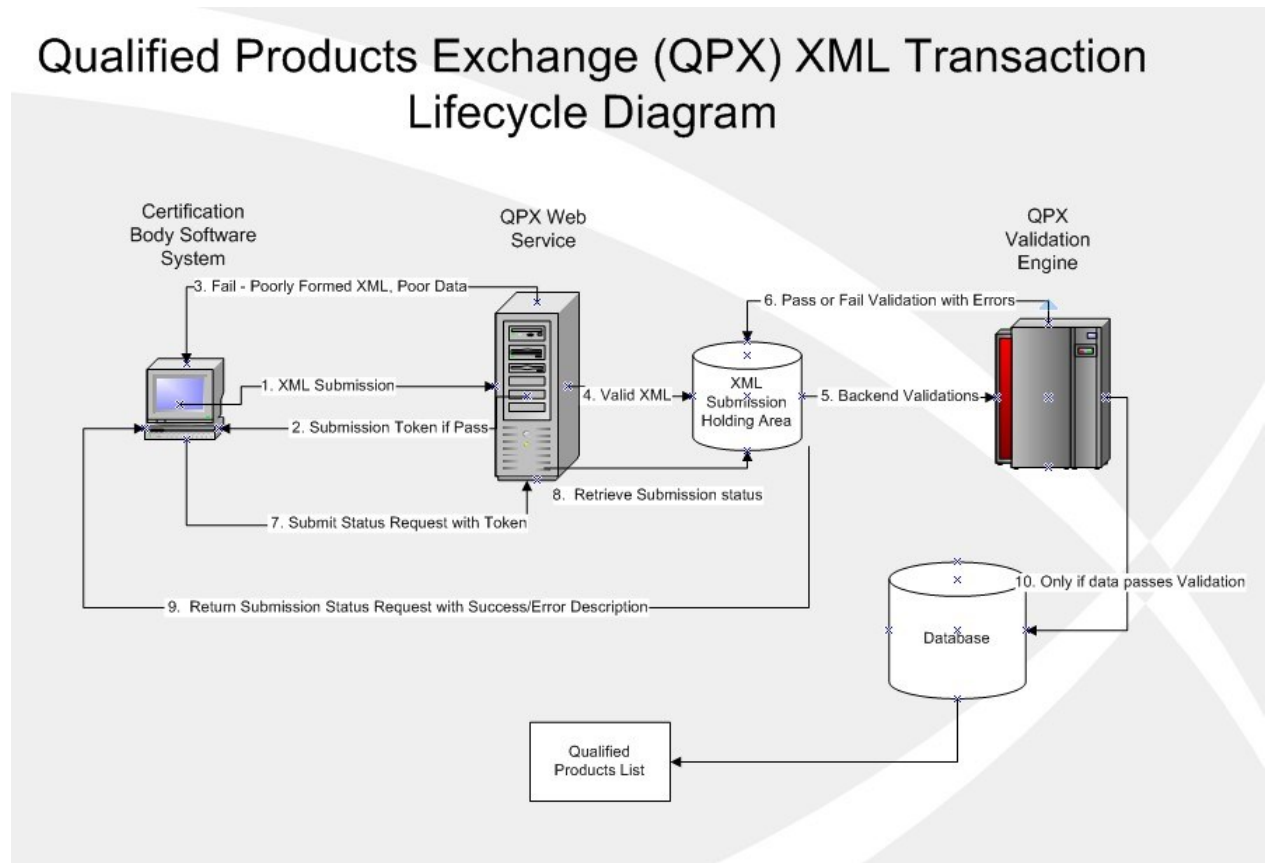 Qualified Products Exchange (QPX) XML Transaction
Lifecycle Diagram
Certification
Body Software
System
QPX Web
Service
QPX
Validation
Engine
3. Fail - Poorly Formed XML, Poor Data
6. Pass or Fail Validation with Errors
1. XML Submission
4. Valid XML
XML
Submission
Holding Area
5. Backend Validations
2. Submission Token if Pass
8. Retrieve Submission status
7. Submit Status Request with Token
10. Only if data passes Validation
9. Return Submission Status Request with Success/Error Description
Database
Qualified
Products List